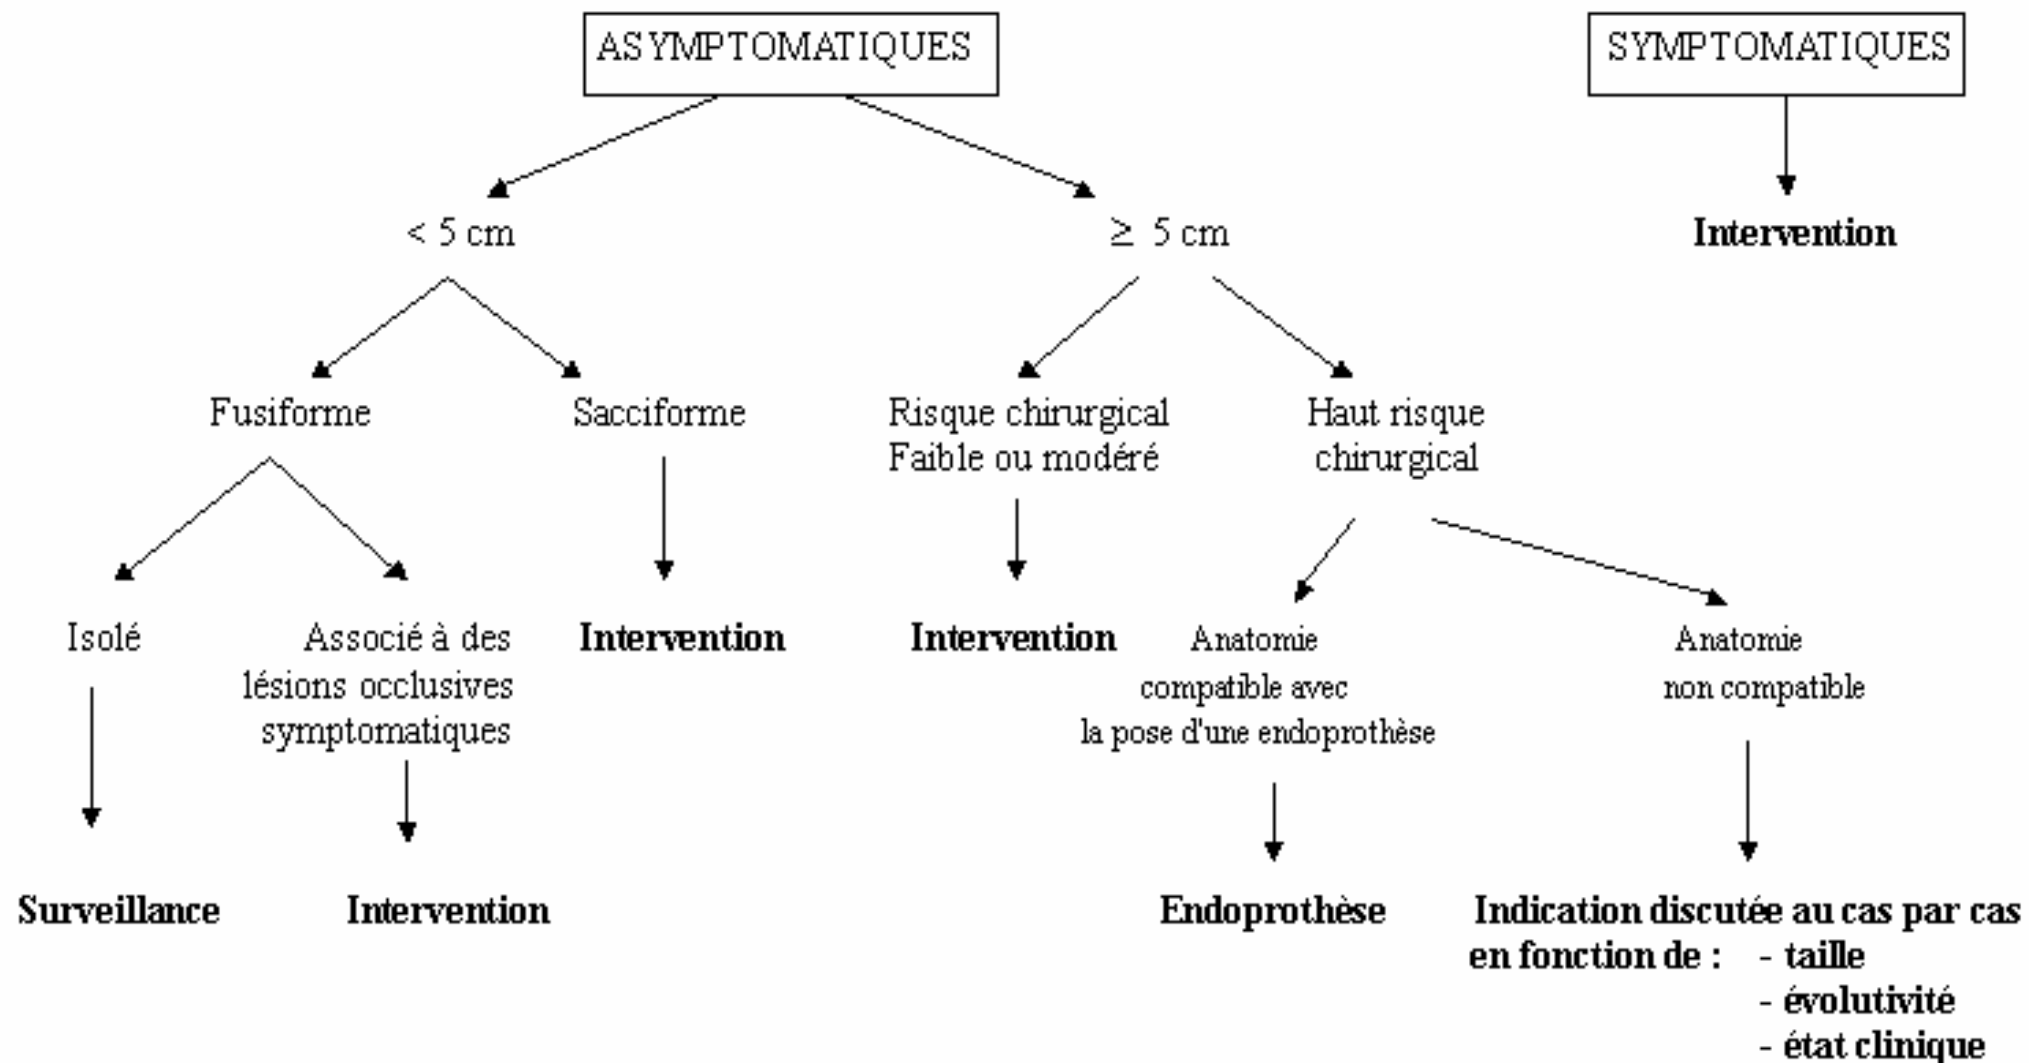 ASYMPTOMATIQUES
SYMPTOMATIQUES
< 5 cm
≥ 5 cm
Intervention
Fusiforme
Sacciforme
Risque chirurgical
Faible ou modéré
Haut risque
chirurgical
Isolé
Associé à des
lésions occlusives
symptomatiques
Intervention
Intervention
Anatomie
compatible avec
la pose d'une endoprothèse
Anatomie
non compatible
Surveillance
Intervention
Endoprothèse
Indication discutée au cas par cas
en fonction de : - taille
- évolutivité
- état clinique